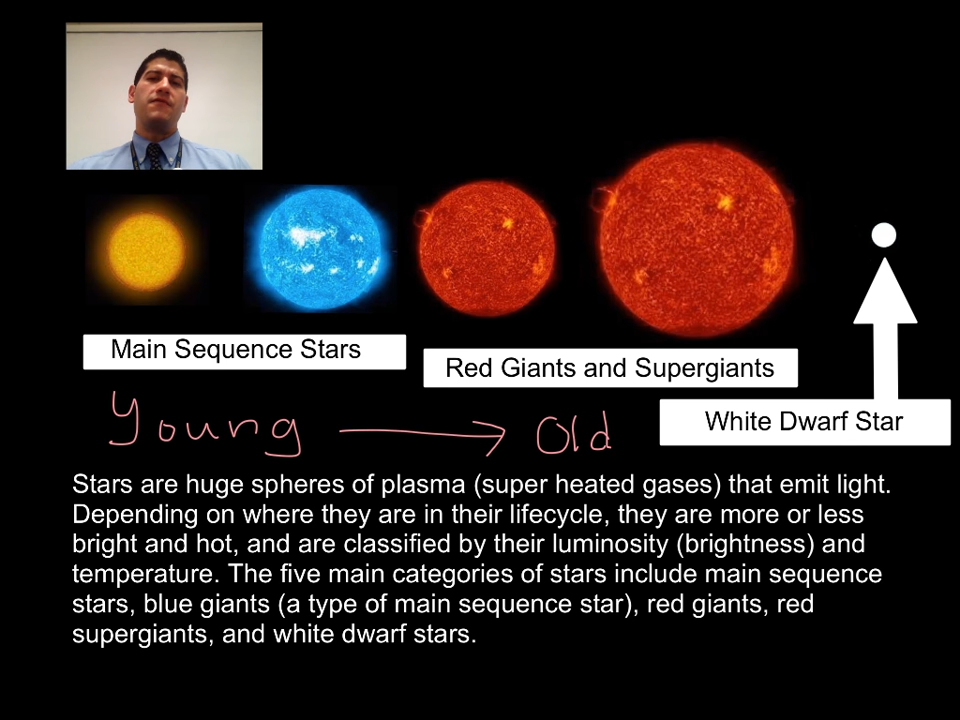 Main Sequence Stars
Red Giants and Supergiants
White Dwarf Star
Young → Old
Stars are huge spheres of plasma (super heated gases) that emit light.
Depending on where they are in their lifecycle, they are more or less
bright and hot, and are classified by their luminosity (brightness) and
temperature. The five main categories of stars include main sequence
stars, blue giants (a type of main sequence star), red giants, red
supergiants, and white dwarf stars.